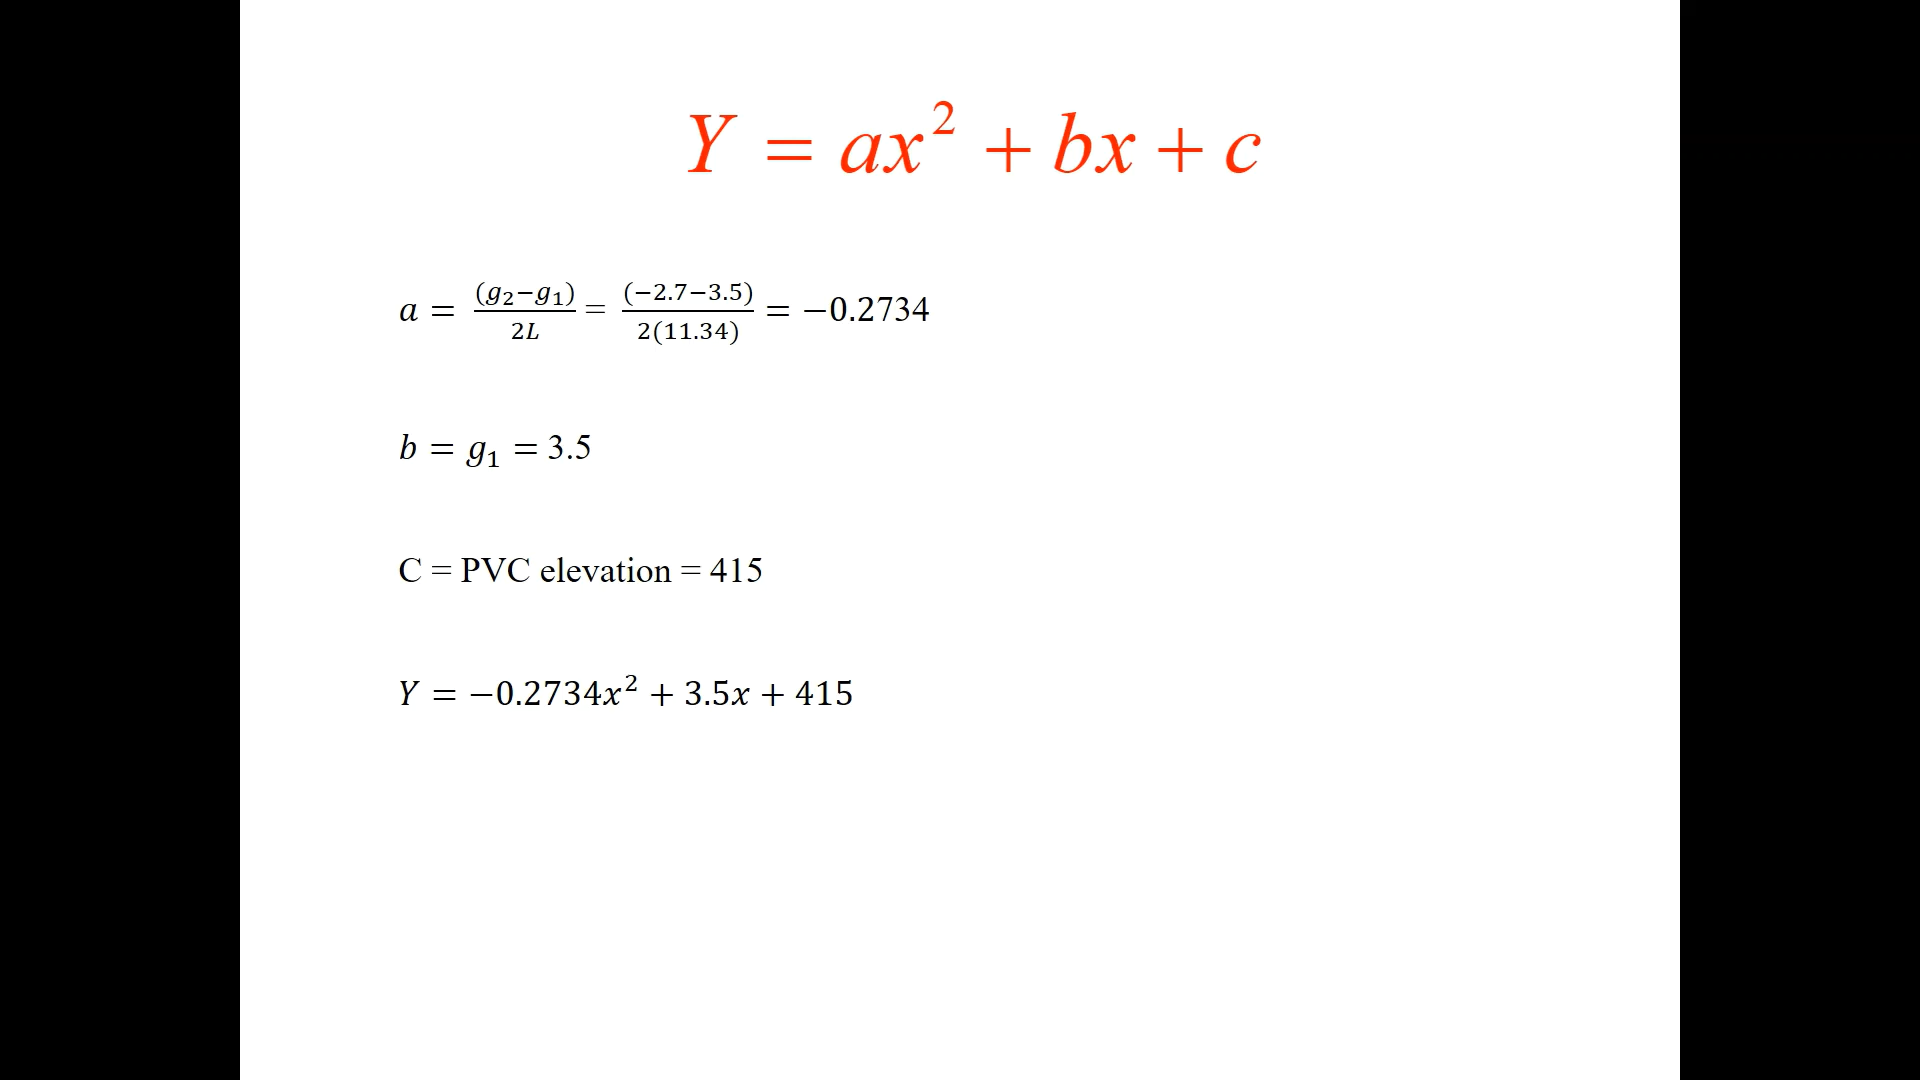 Y = ax² + bx + c
a = (g₂−g₁)/2L = (−2.7−3.5)/2(11.34) = −0.2734
b = g₁ = 3.5
C = PVC elevation = 415
Y = −0.2734x² + 3.5x + 415